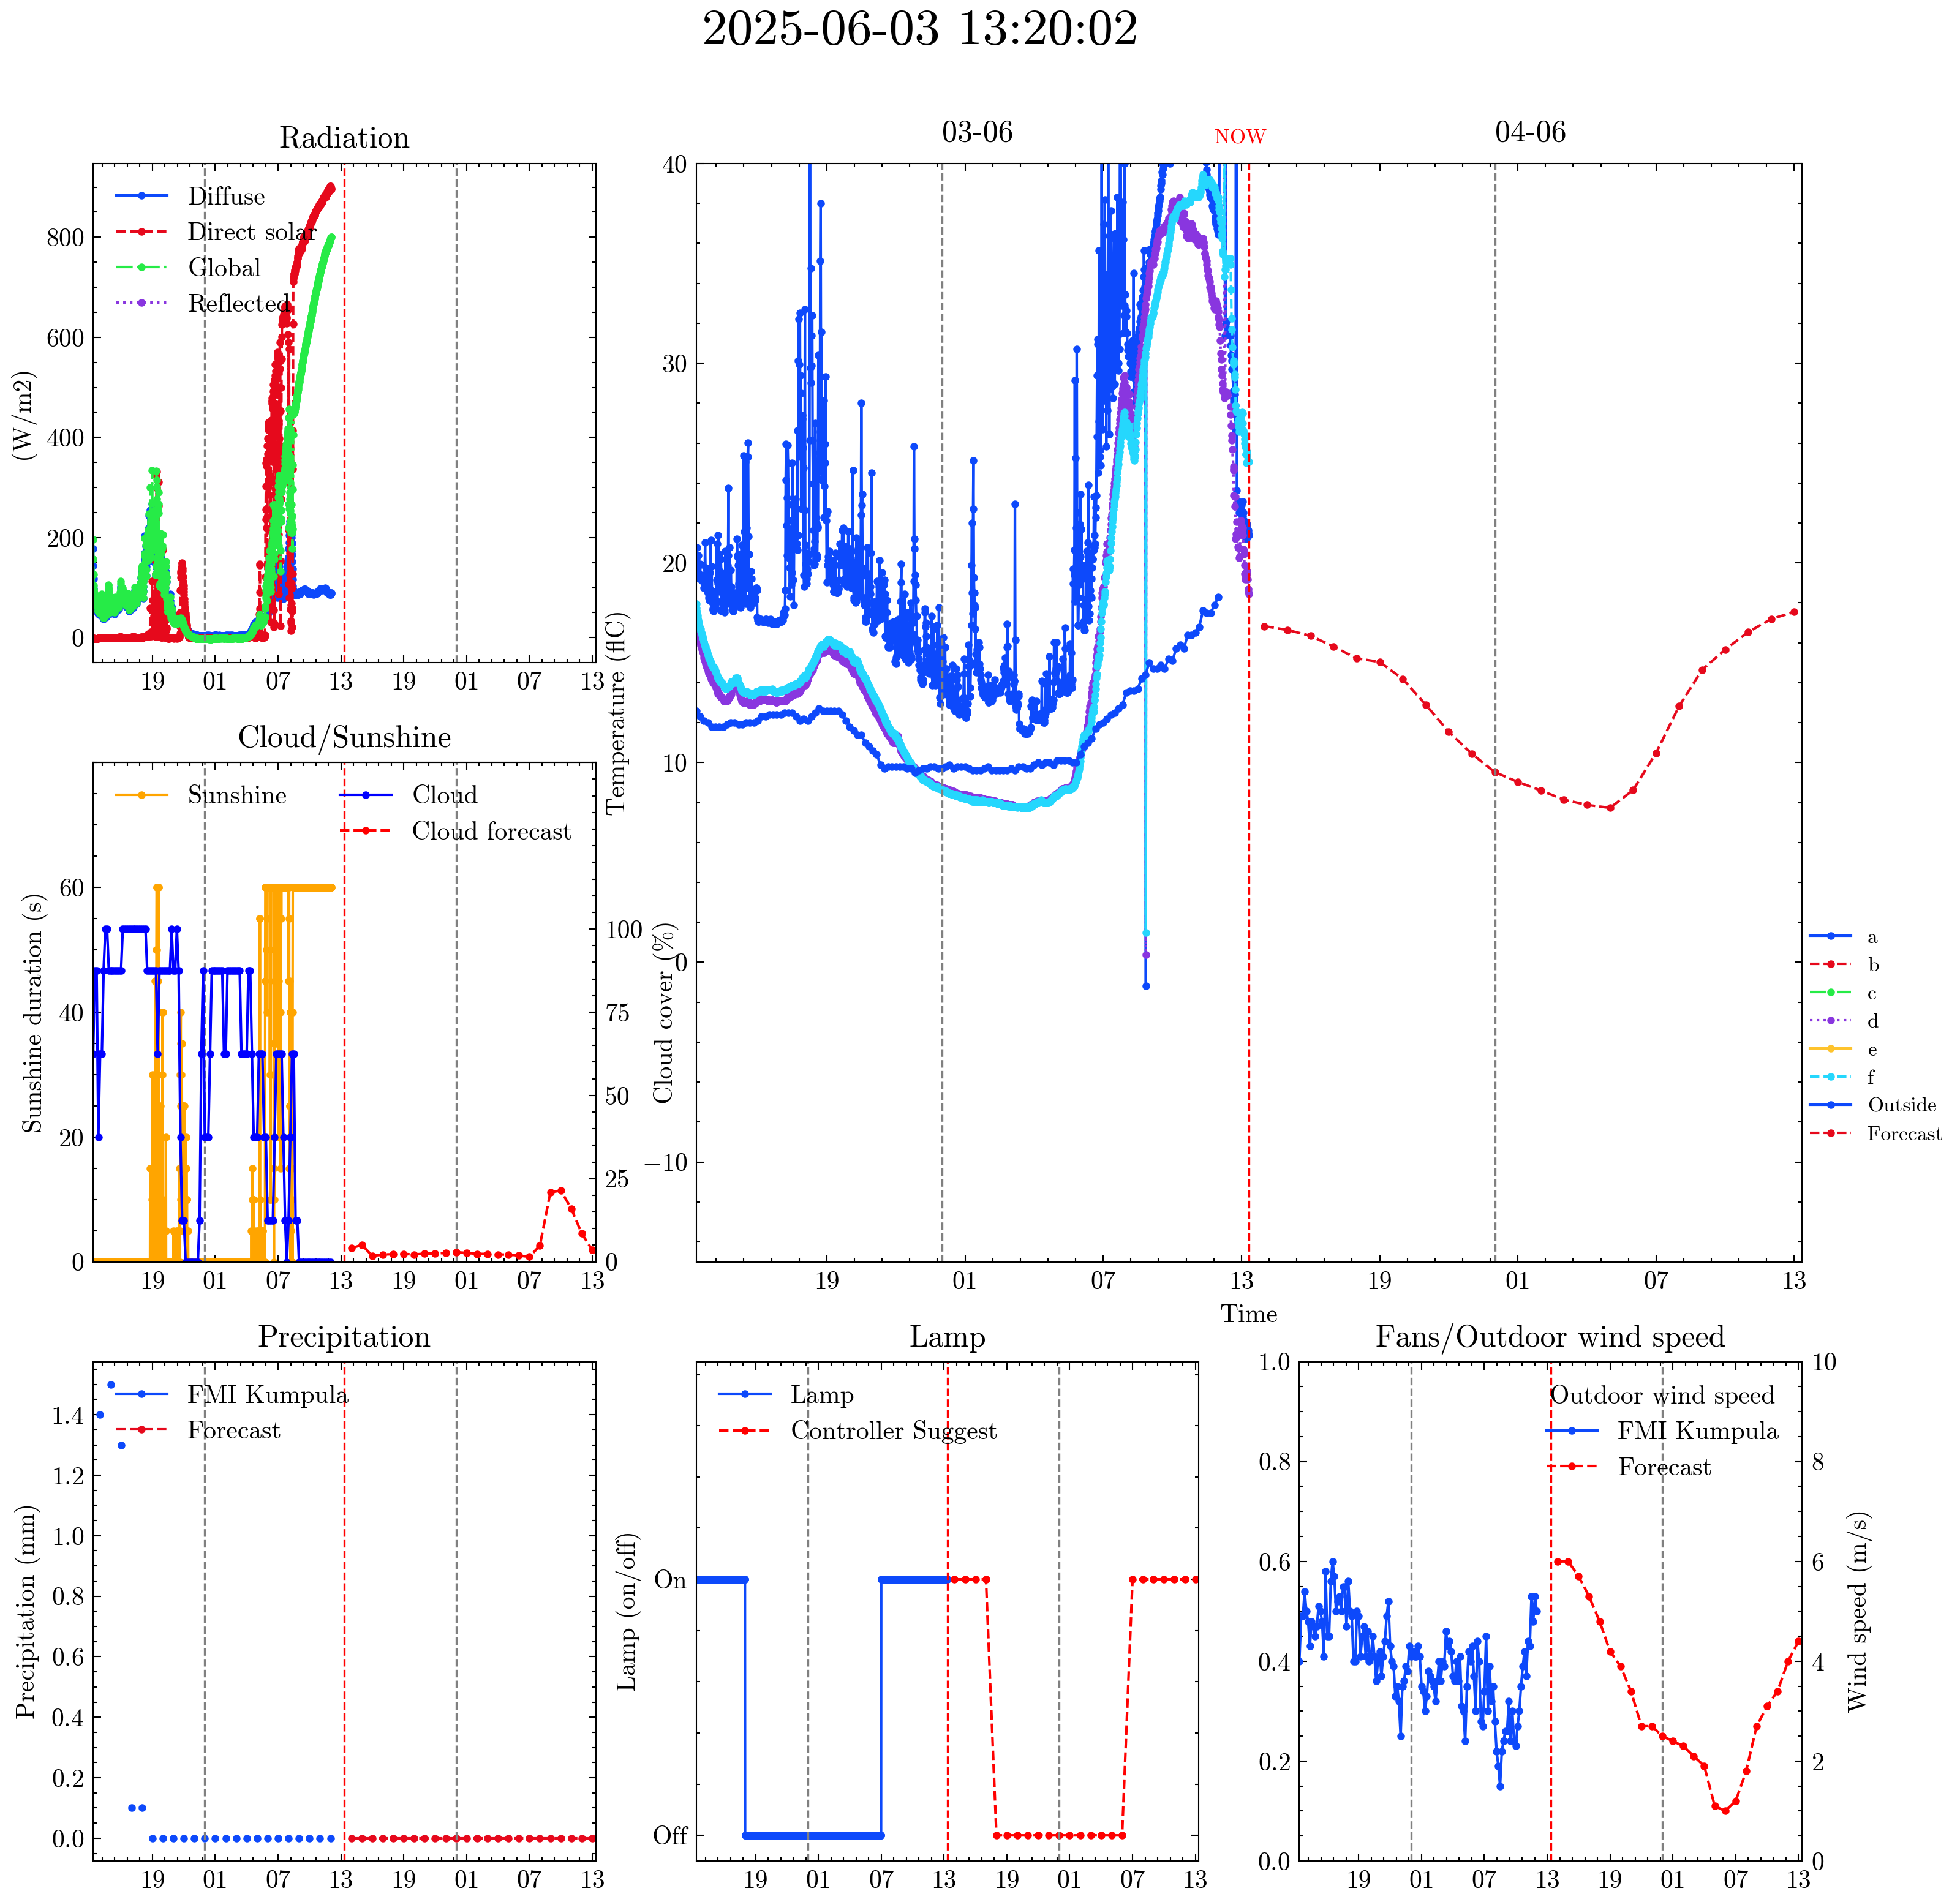 2025-06-03 13:20:02
Radiation
03-06
NOW
04-06
Diffuse
Direct solar
Global
Reflected
(W/m2)
800
600
400
200
0
19 01 07 13 19 01 07 13
Temperature (flC)
40
30
20
10
0
−10
19 01 07 13 19 01 07 13
Time
a
b
c
d
e
f
Outside
Forecast
Cloud/Sunshine
Sunshine
Cloud
Cloud forecast
Sunshine duration (s)
60
40
20
0
Cloud cover (%)
100
75
50
25
0
19 01 07 13 19 01 07 13
Precipitation
FMI Kumpula
Forecast
Precipitation (mm)
1.4
1.2
1.0
0.8
0.6
0.4
0.2
0.0
19 01 07 13 19 01 07 13
Lamp
Lamp
Controller Suggest
Lamp (on/off)
On
Off
19 01 07 13 19 01 07 13
Fans/Outdoor wind speed
Outdoor wind speed
FMI Kumpula
Forecast
1.0
0.8
0.6
0.4
0.2
0.0
Wind speed (m/s)
10
8
6
4
2
0
19 01 07 13 19 01 07 13